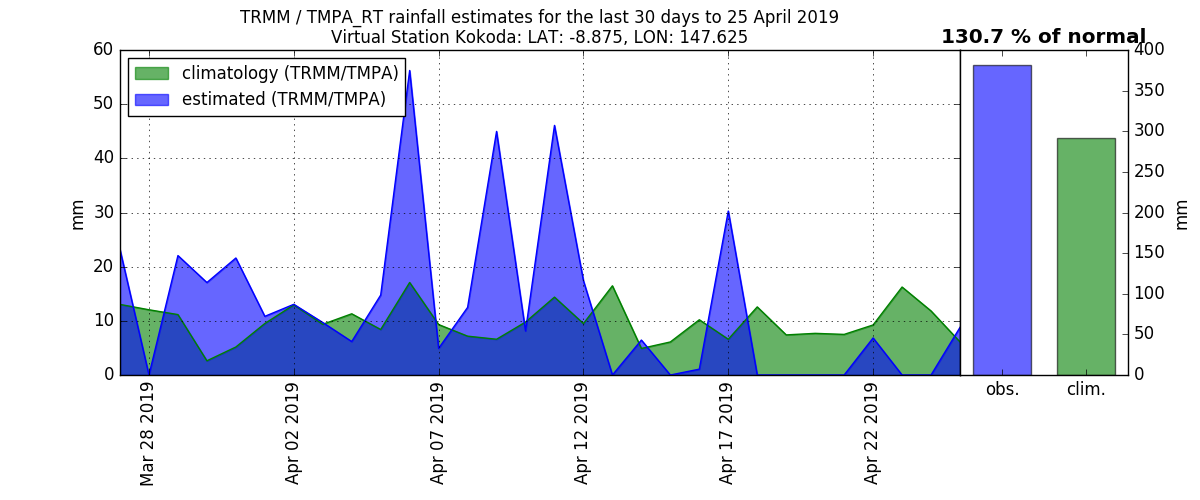 TRMM / TMPA_RT rainfall estimates for the last 30 days to 25 April 2019
Virtual Station Kokoda: LAT: -8.875, LON: 147.625
130.7 % of normal
climatology (TRMM/TMPA)
estimated (TRMM/TMPA)
60
50
40
30
20
10
0
mm
Mar 28 2019
Apr 02 2019
Apr 07 2019
Apr 12 2019
Apr 17 2019
Apr 22 2019
obs.
clim.
400
350
300
250
200
150
100
50
0
mm